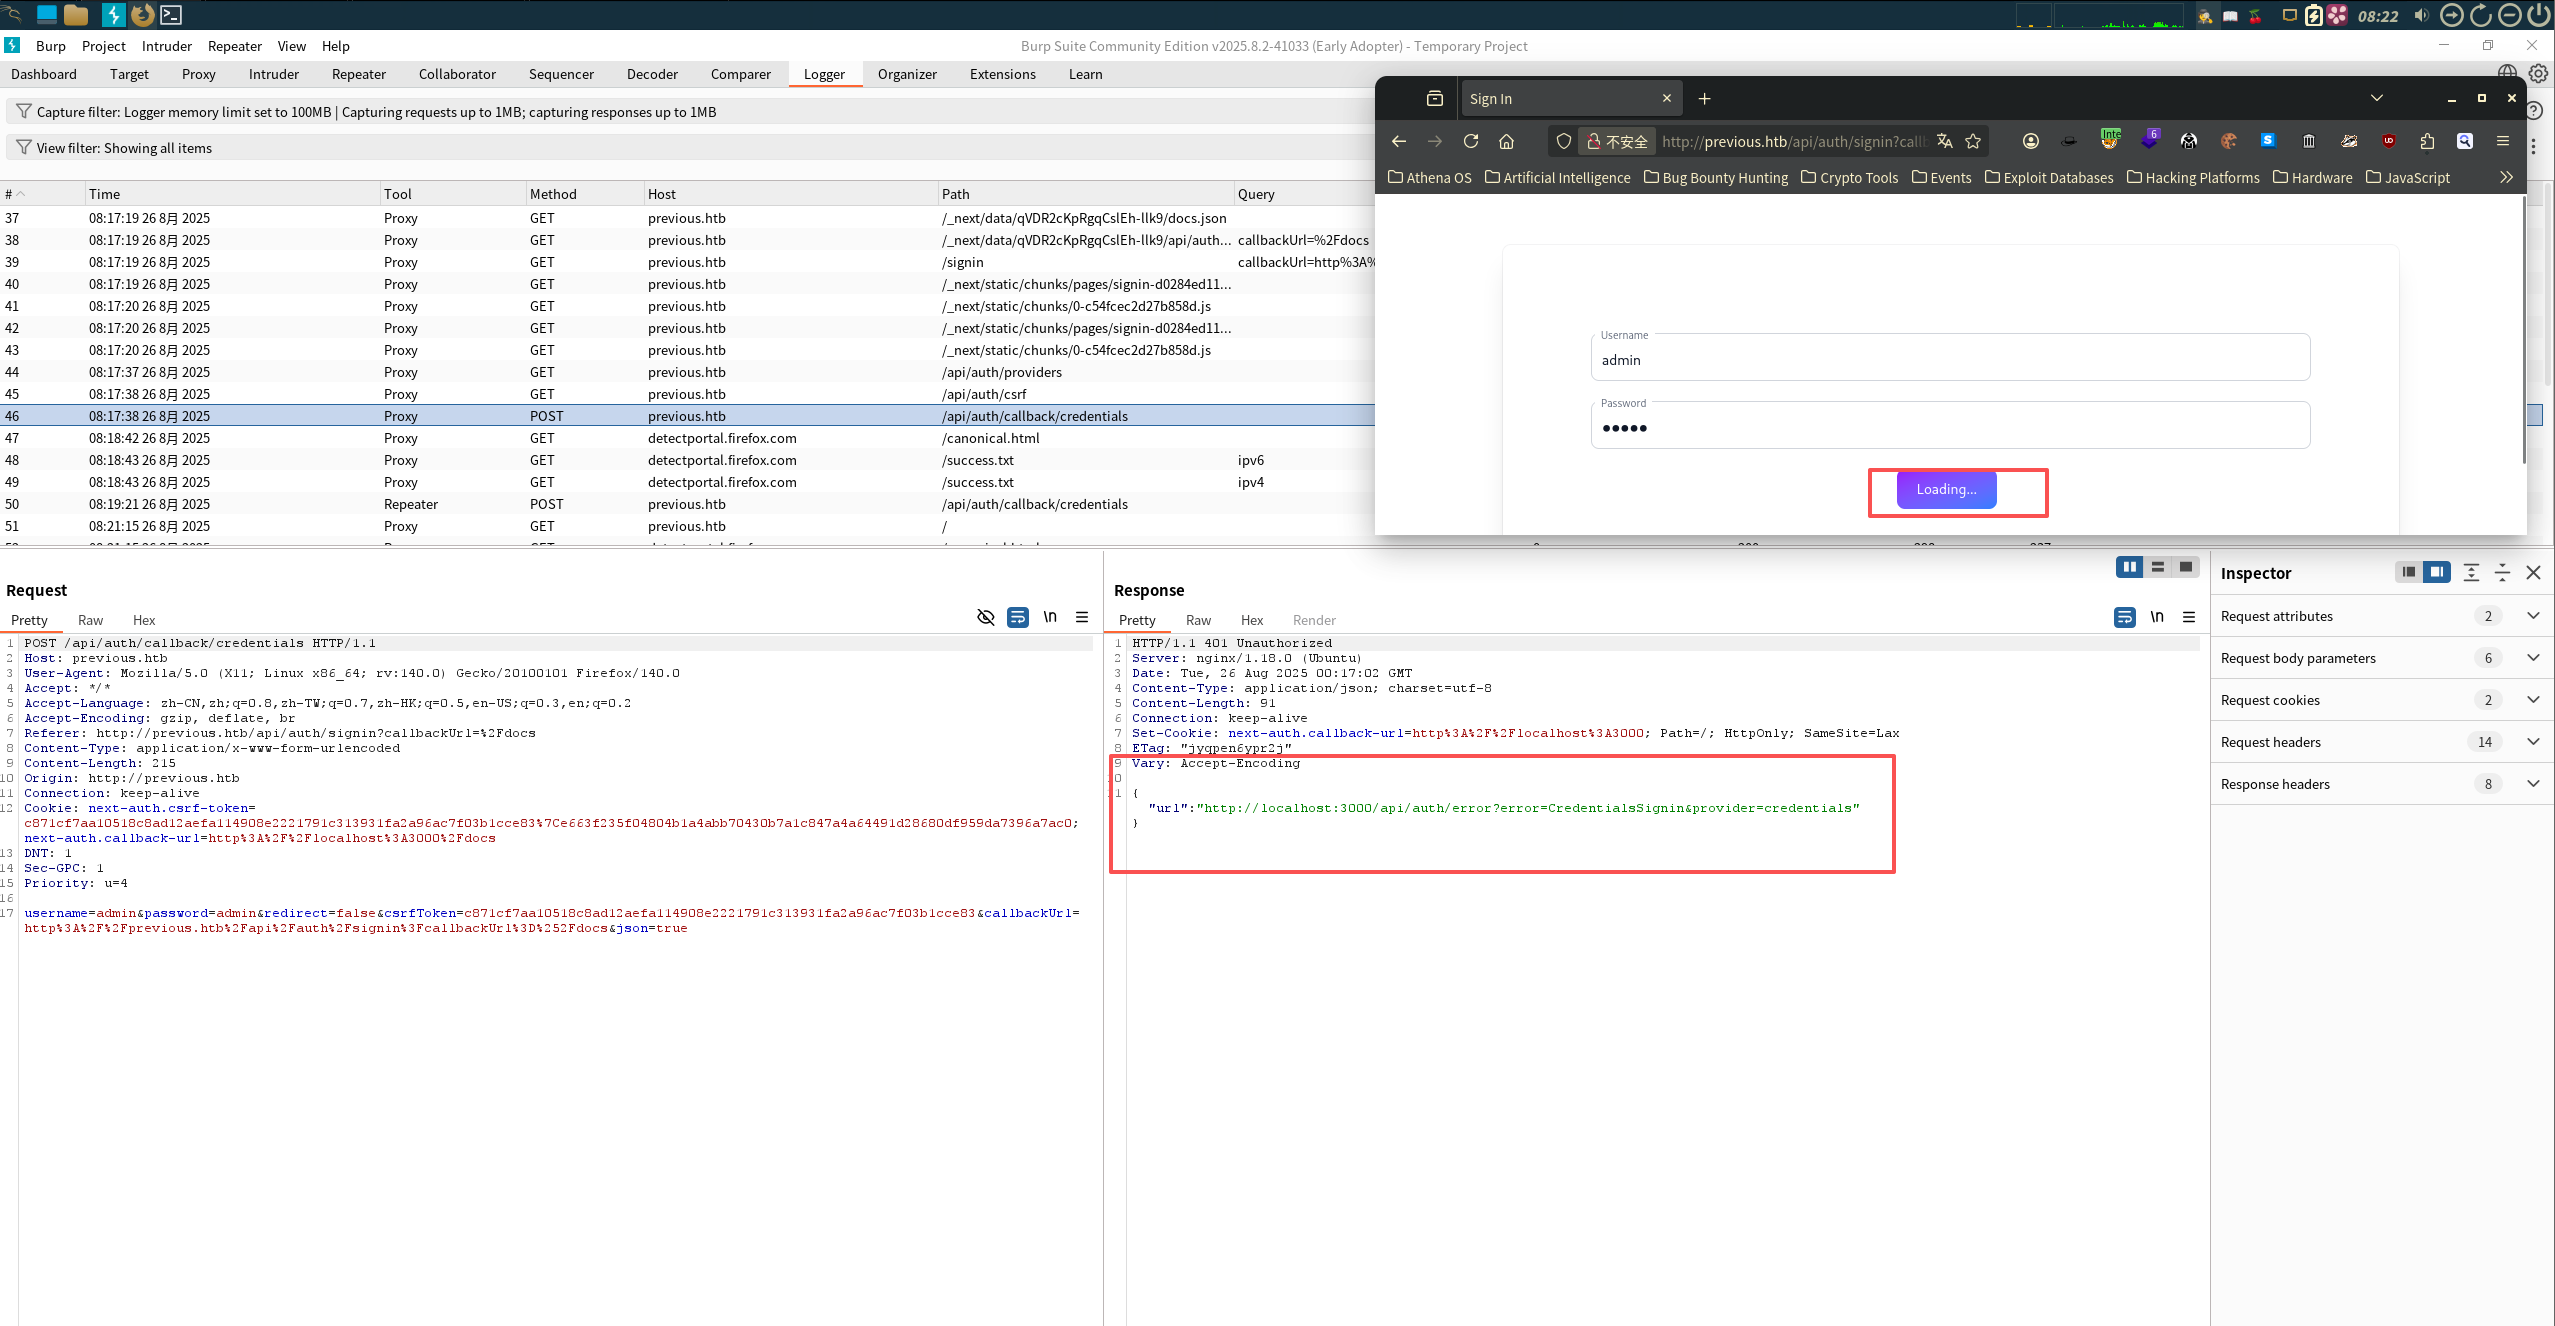 08:22
Burp Project Intruder Repeater View Help
Burp Suite Community Edition v2025.8.2-41033 (Early Adopter) - Temporary Project
Dashboard Target Proxy Intruder Repeater Collaborator Sequencer Decoder Comparer Logger Organizer Extensions Learn
Capture filter: Logger memory limit set to 100MB | Capturing requests up to 1MB; capturing responses up to 1MB
View filter: Showing all items
# Time Tool Method Host Path Query
37 08:17:19 26 8月 2025 Proxy GET previous.htb /_next/data/qVDR2cKpRgqCslEh-llk9/docs.json
38 08:17:19 26 8月 2025 Proxy GET previous.htb /_next/data/qVDR2cKpRgqCslEh-llk9/api/auth... callbackUrl=%2Fdocs
39 08:17:19 26 8月 2025 Proxy GET previous.htb /signin callbackUrl=http%3A%
40 08:17:19 26 8月 2025 Proxy GET previous.htb /_next/static/chunks/pages/signin-d0284ed11...
41 08:17:20 26 8月 2025 Proxy GET previous.htb /_next/static/chunks/0-c54fcec2d27b858d.js
42 08:17:20 26 8月 2025 Proxy GET previous.htb /_next/static/chunks/pages/signin-d0284ed11...
43 08:17:20 26 8月 2025 Proxy GET previous.htb /_next/static/chunks/0-c54fcec2d27b858d.js
44 08:17:37 26 8月 2025 Proxy GET previous.htb /api/auth/providers
45 08:17:38 26 8月 2025 Proxy GET previous.htb /api/auth/csrf
46 08:17:38 26 8月 2025 Proxy POST previous.htb /api/auth/callback/credentials
47 08:18:42 26 8月 2025 Proxy GET detectportal.firefox.com /canonical.html
48 08:18:43 26 8月 2025 Proxy GET detectportal.firefox.com /success.txt ipv6
49 08:18:43 26 8月 2025 Proxy GET detectportal.firefox.com /success.txt ipv4
50 08:19:21 26 8月 2025 Repeater POST previous.htb /api/auth/callback/credentials
51 08:21:15 26 8月 2025 Proxy GET previous.htb /
Sign In
不安全 http://previous.htb/api/auth/signin?callb
Athena OS Artificial Intelligence Bug Bounty Hunting Crypto Tools Events Exploit Databases Hacking Platforms Hardware JavaScript
Username
admin
Password
•••••
Loading...
Request
Pretty Raw Hex
\n
1 POST /api/auth/callback/credentials HTTP/1.1
2 Host: previous.htb
3 User-Agent: Mozilla/5.0 (X11; Linux x86_64; rv:140.0) Gecko/20100101 Firefox/140.0
4 Accept: */*
5 Accept-Language: zh-CN,zh;q=0.8,zh-TW;q=0.7,zh-HK;q=0.5,en-US;q=0.3,en;q=0.2
6 Accept-Encoding: gzip, deflate, br
7 Referer: http://previous.htb/api/auth/signin?callbackUrl=%2Fdocs
8 Content-Type: application/x-www-form-urlencoded
9 Content-Length: 215
10 Origin: http://previous.htb
11 Connection: keep-alive
12 Cookie: next-auth.csrf-token=
c871cf7aa10518c8ad12aefa114908e2221791c313931fa2a96ac7f03b1cce83%7Ce663f235f04804b1a4abb70430b7a1c847a4a64491d28680df959da7396a7ac0;
next-auth.callback-url=http%3A%2F%2Flocalhost%3A3000%2Fdocs
13 DNT: 1
14 Sec-GPC: 1
15 Priority: u=4
16
17 username=admin&password=admin&redirect=false&csrfToken=c871cf7aa10518c8ad12aefa114908e2221791c313931fa2a96ac7f03b1cce83&callbackUrl=
http%3A%2F%2Fprevious.htb%2Fapi%2Fauth%2Fsignin%3FcallbackUrl%3D%252Fdocs&json=true
Response
Pretty Raw Hex Render
\n
1 HTTP/1.1 401 Unauthorized
2 Server: nginx/1.18.0 (Ubuntu)
3 Date: Tue, 26 Aug 2025 00:17:02 GMT
4 Content-Type: application/json; charset=utf-8
5 Content-Length: 91
6 Connection: keep-alive
7 Set-Cookie: next-auth.callback-url=http%3A%2F%2Flocalhost%3A3000; Path=/; HttpOnly; SameSite=Lax
8 ETag: "jyqpen6ypr2j"
9 Vary: Accept-Encoding
10
11 {
"url":"http://localhost:3000/api/auth/error?error=CredentialsSignin&provider=credentials"
}
Inspector
Request attributes 2
Request body parameters 6
Request cookies 2
Request headers 14
Response headers 8